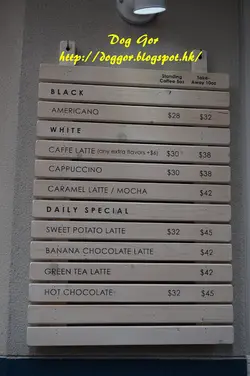 Dog Gor
http://doggor.blogspot.hk/
Standing Coffee Bar Take-Away 10oz
BLACK
AMERICANO $28 $32
WHITE
CAFFE LATTE (and extra flavors +$4) $30 $38
CAPPUCCINO $30 $38
CARAMEL LATTE / MOCHA $42
DAILY SPECIAL
SWEET POTATO LATTE $32 $45
BANANA CHOCOLATE LATTE $42
GREEN TEA LATTE $42
HOT CHOCOLATE $32 $45